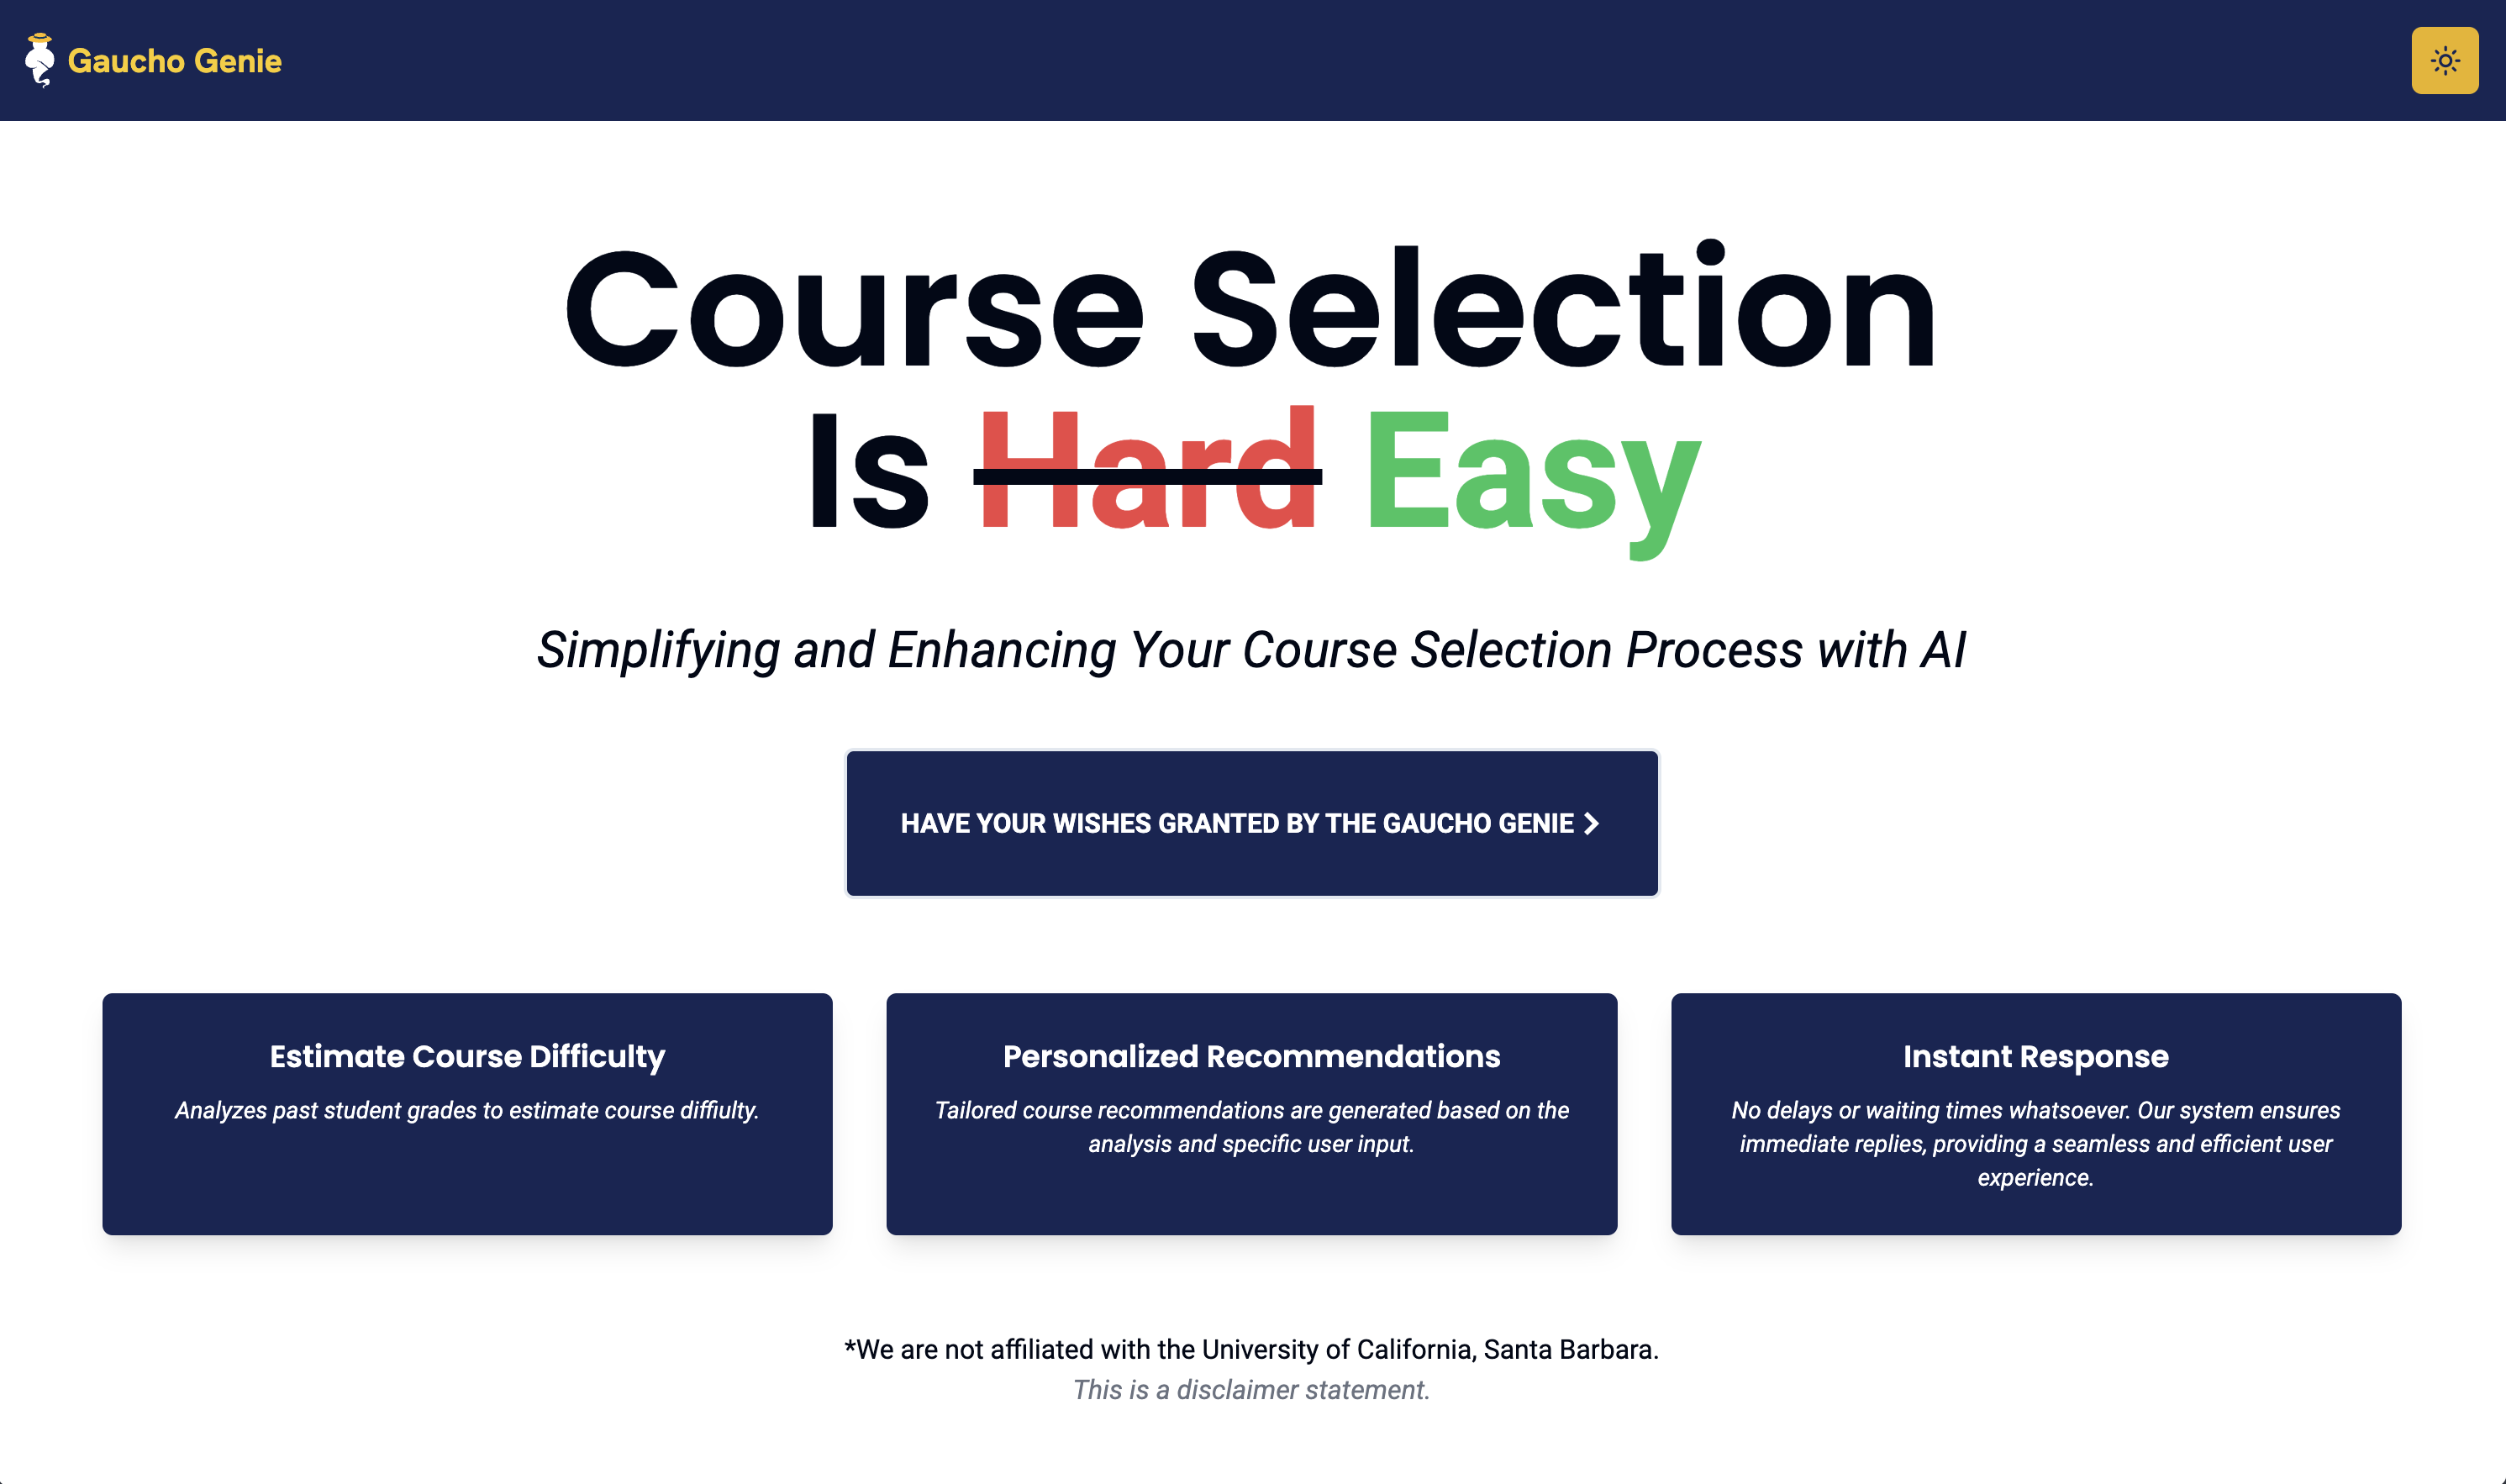 Gaucho Genie
Course Selection
Is Hard Easy
Simplifying and Enhancing Your Course Selection Process with AI
HAVE YOUR WISHES GRANTED BY THE GAUCHO GENIE
Estimate Course Difficulty
Analyzes past student grades to estimate course diffiulty.
Personalized Recommendations
Tailored course recommendations are generated based on the
analysis and specific user input.
Instant Response
No delays or waiting times whatsoever. Our system ensures
immediate replies, providing a seamless and efficient user
experience.
*We are not affiliated with the University of California, Santa Barbara.
This is a disclaimer statement.